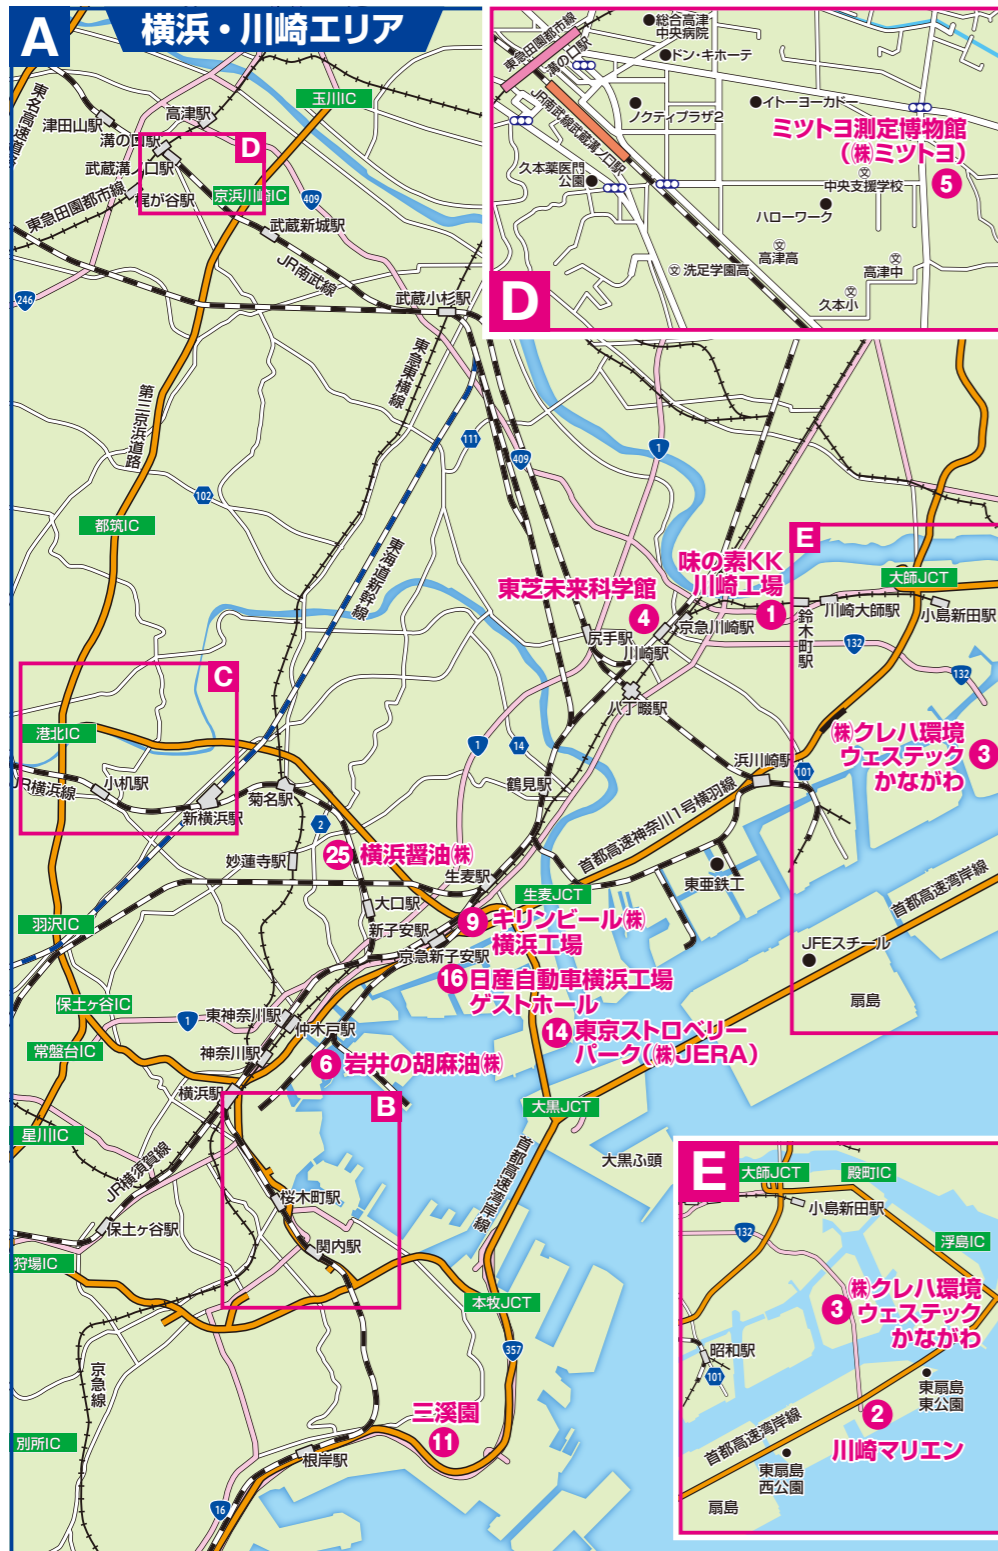 A
横浜・川崎エリア
東名高速道路
津田山駅
高津駅
玉川IC
溝の口駅
D
武蔵溝ノ口駅
東急田園都市線
梶が谷駅
京浜川崎IC
409
武蔵新城駅
JR南武線
246
武蔵小杉駅
東急東横線
第三京浜道路
111
409
1
102
都筑IC
東海道新幹線
東芝未来科学館
4
味の素KK
川崎工場
1
尻手駅
川崎駅
京急川崎駅
八丁畷駅
E
大師JCT
鈴木町駅
川崎大師駅
小島新田駅
132
132
㈱クレハ環境
ウェステック
かながわ
3
C
港北IC
JR横浜線
小机駅
新横浜駅
菊名駅
1
14
鶴見駅
浜川崎駅
101
首都高速神奈川1号横羽線
2
妙蓮寺駅
25
横浜醤油㈱
生麦駅
生麦JCT
東亜鉄工
首都高速湾岸線
大口駅
羽沢IC
新子安駅
9
キリンビール㈱
横浜工場
京急新子安駅
JFEスチール
扇島
16
日産自動車横浜工場
ゲストホール
保土ヶ谷IC
1
東神奈川駅
仲木戸駅
14
東京ストロベリー
パーク(㈱JERA)
常盤台IC
神奈川駅
6
岩井の胡麻油㈱
横浜駅
B
大黒JCT
星川IC
JR横須賀線
首都高速湾岸線
大黒ふ頭
桜木町駅
保土ヶ谷駅
関内駅
狩場IC
本牧JCT
357
京急線
三溪園
11
別所IC
根岸駅
16
D
東急田園都市線
溝の口駅
総合高津
中央病院
ドン・キホーテ
JR南武線武蔵溝ノ口駅
ノクティプラザ2
イトーヨーカドー
ミツトヨ測定博物館
(㈱ミツトヨ)
5
久本薬医門
公園
文
中央支援学校
ハローワーク
文
洗足学園高
文
高津高
文
高津中
文
久本小
E
大師JCT
殿町IC
小島新田駅
132
浮島IC
㈱クレハ環境
ウェステック
かながわ
3
昭和駅
101
東扇島
東公園
2
川崎マリエン
首都高速湾岸線
東扇島
西公園
扇島